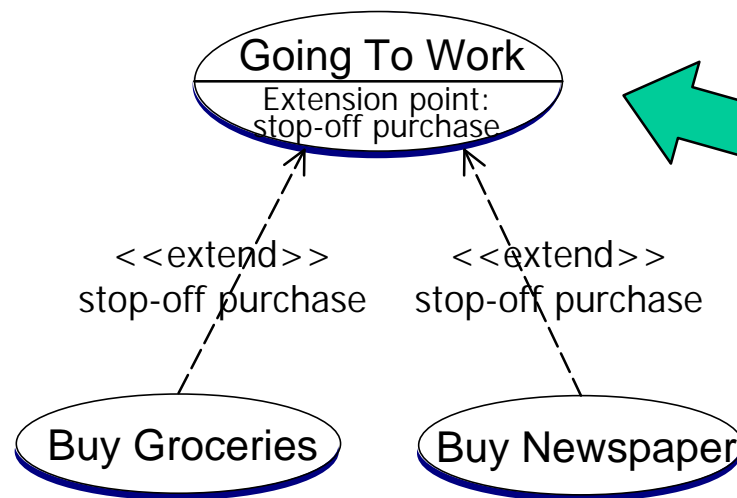 Going To Work
Extension point:
stop-off purchase
<<extend>>
stop-off purchase
<<extend>>
stop-off purchase
Buy Groceries
Buy Newspaper